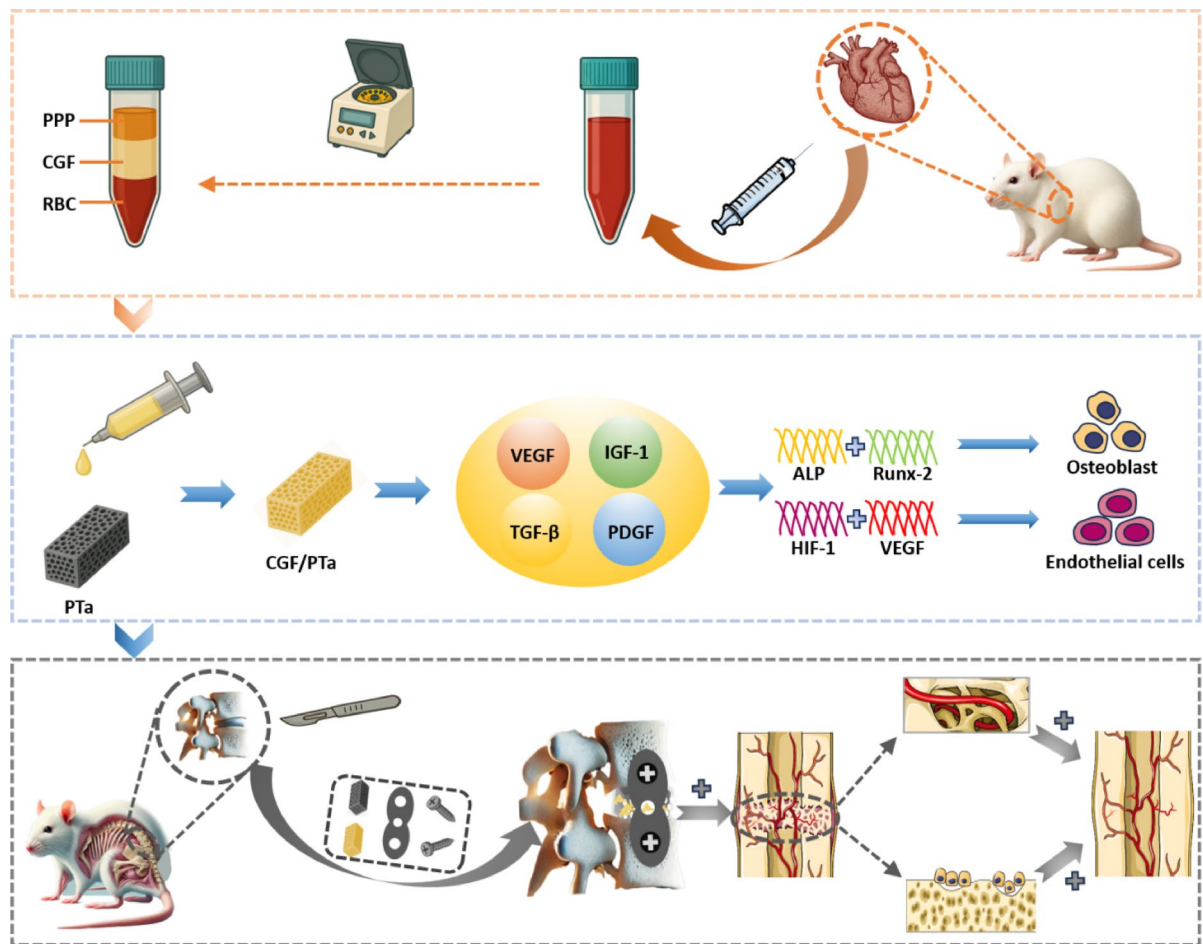 PPP
CGF
RBC
VEGF
IGF-1
TGF-β
PDGF
ALP
Runx-2
HIF-1
VEGF
Osteoblast
Endothelial cells
CGF/PTa
PTa